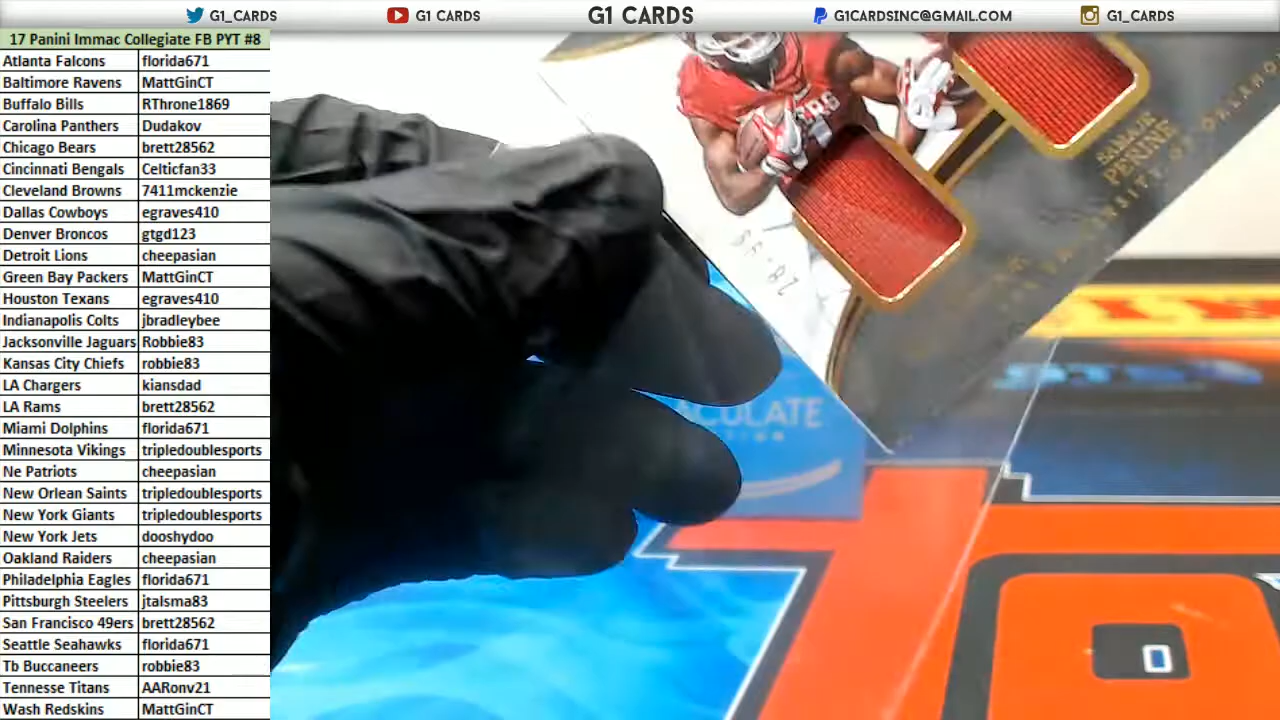 G1_CARDS
G1 CARDS
G1 CARDS
G1CARDSINC@GMAIL.COM
G1_CARDS
17 Panini Immac Collegiate FB PYT #8
Atlanta Falcons florida671
Baltimore Ravens MattGinCT
Buffalo Bills RThrone1869
Carolina Panthers Dudakov
Chicago Bears brett28562
Cincinnati Bengals Celticfan33
Cleveland Browns 7411mckenzie
Dallas Cowboys egraves410
Denver Broncos gtgd123
Detroit Lions cheepasian
Green Bay Packers MattGinCT
Houston Texans egraves410
Indianapolis Colts jbradleybee
Jacksonville Jaguars Robbie83
Kansas City Chiefs robbie83
LA Chargers kiansdad
LA Rams brett28562
Miami Dolphins florida671
Minnesota Vikings tripledoublesports
Ne Patriots cheepasian
New Orlean Saints tripledoublesports
New York Giants tripledoublesports
New York Jets dooshydoo
Oakland Raiders cheepasian
Philadelphia Eagles florida671
Pittsburgh Steelers jtalsma83
San Francisco 49ers brett28562
Seattle Seahawks florida671
Tb Buccaneers robbie83
Tennesse Titans AARonv21
Wash Redskins MattGinCT
SAMAJE
PERINE
UNIVERSITY OF OKLAHO
ACULATE